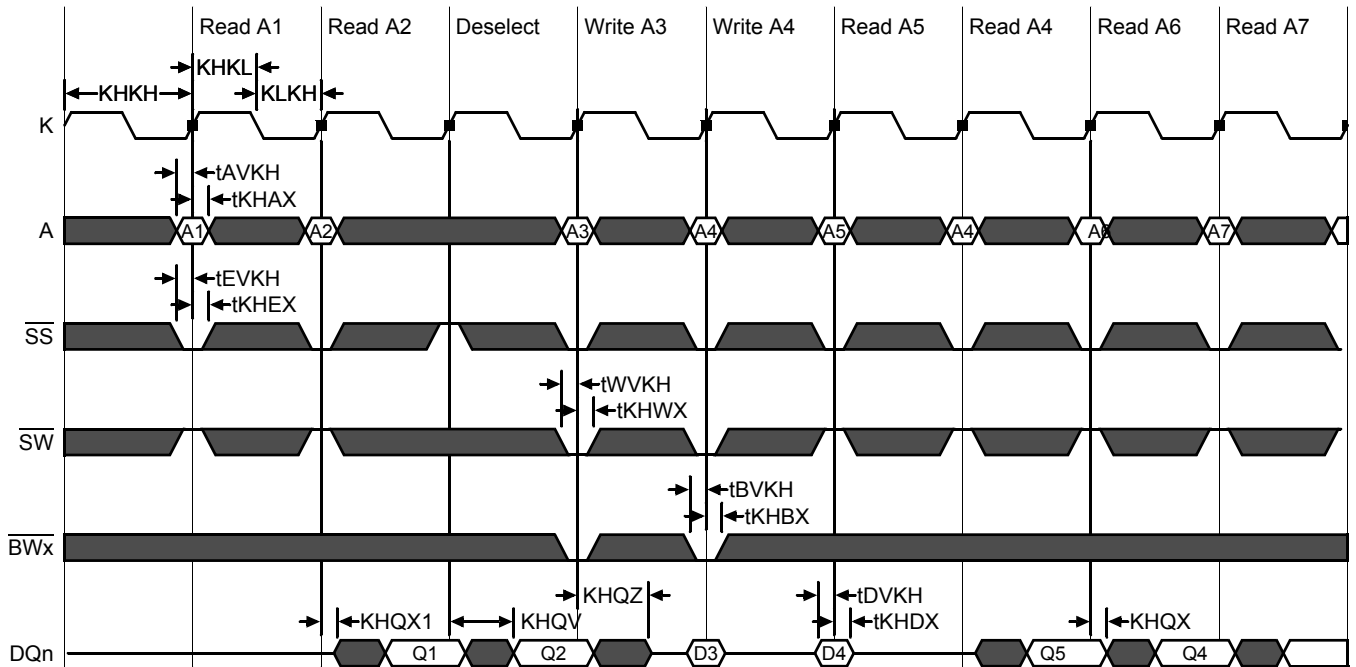 Read A1 Read A2 Deselect Write A3 Write A4 Read A5 Read A4 Read A6 Read A7
KHKL
KHKH KLKH
K
tAVKH
tKHAX
A A1 A2 A3 A4 A5 A4 A6 A7
tEVKH
tKHEX
SS
tWVKH
tKHWX
SW
tBVKH
tKHBX
BWx
KHQZ tDVKH
KHQX1 KHQV tKHDX KHQX
DQn Q1 Q2 D3 D4 Q5 Q4